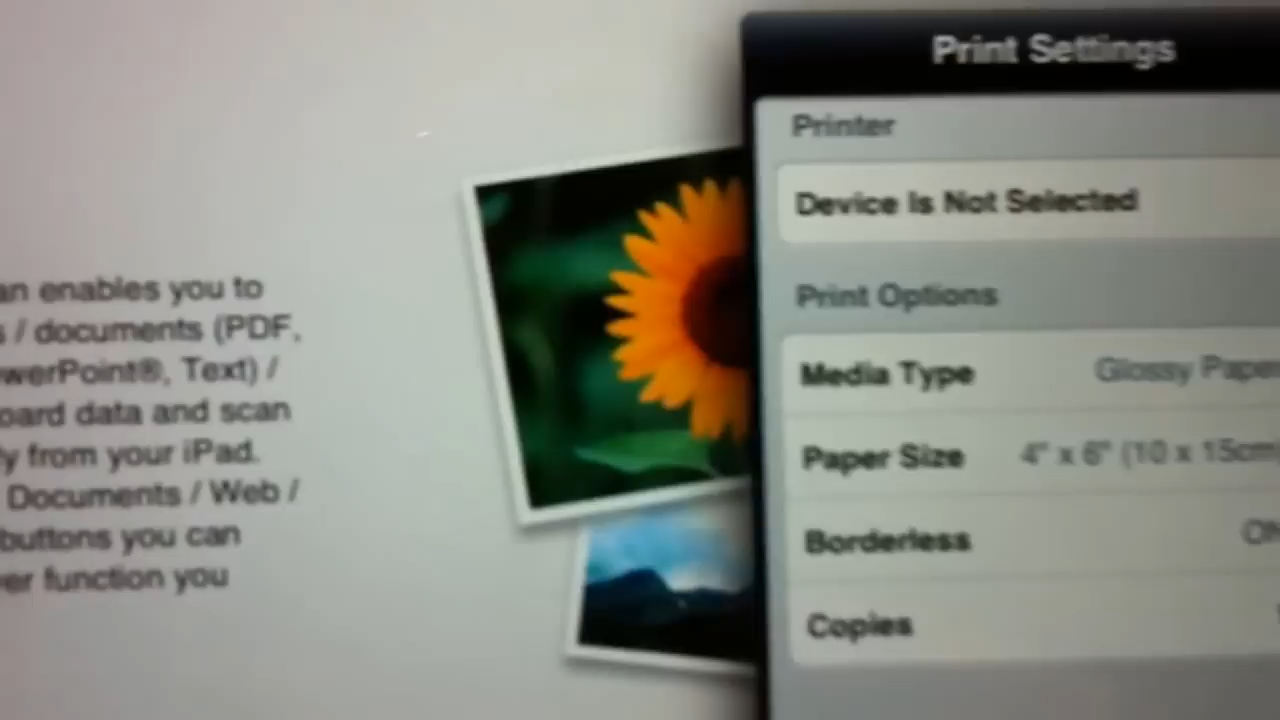 an enables you to
s / documents (PDF,
werPoint®, Text) /
oard data and scan
y from your iPad.
Documents / Web /
buttons you can
er function you
Print Settings
Printer
Device Is Not Selected
Print Options
Media Type Glossy Paper
Paper Size 4" x 6" (10 x 15cm)
Borderless ON
Copies